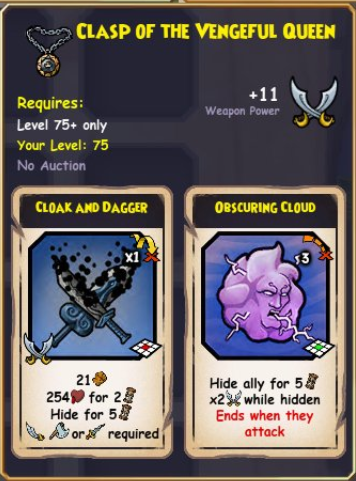 CLASP OF THE VENGEFUL QUEEN
+11
Weapon Power
Requires:
Level 75+ only
Your Level: 75
No Auction
CLOAK AND DAGGER
x1
21
254 for 2
Hide for 5
or required
OBSCURING CLOUD
3
Hide ally for 5
x2 while hidden
Ends when they
attack